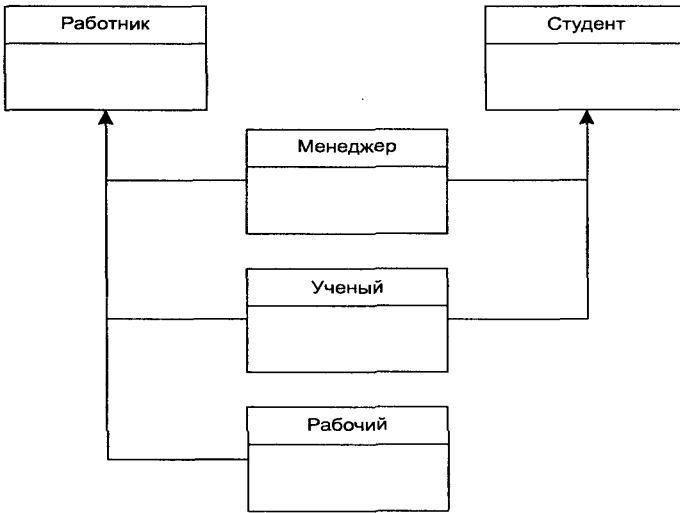 Работник
Студент
Менеджер
Ученый
Рабочий